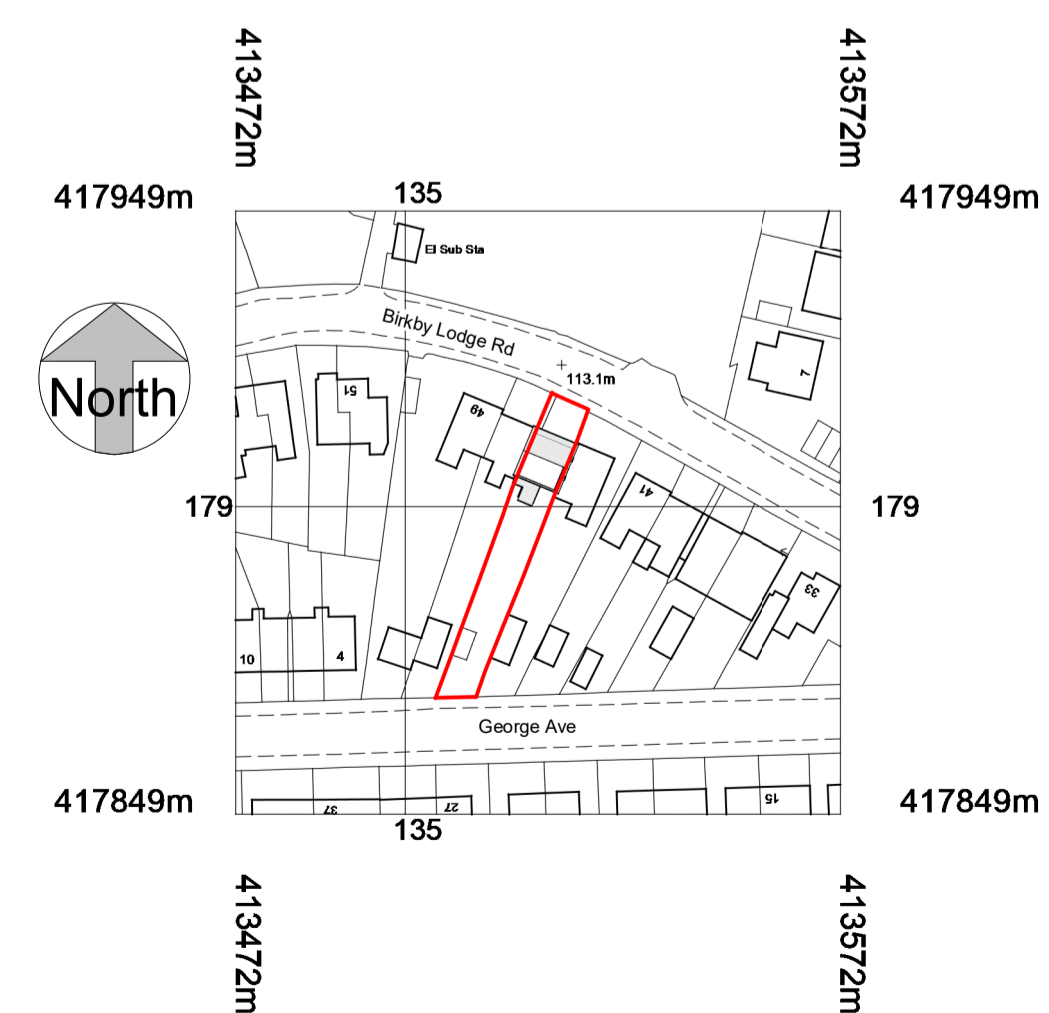 413472m
413572m
417949m
135
417949m
El Sub Sta
Birkby Lodge Rd
113.1m
7
North
51
49
179
41
179
33
10
4
George Ave
417849m
37
27
15
417849m
135
413472m
413572m